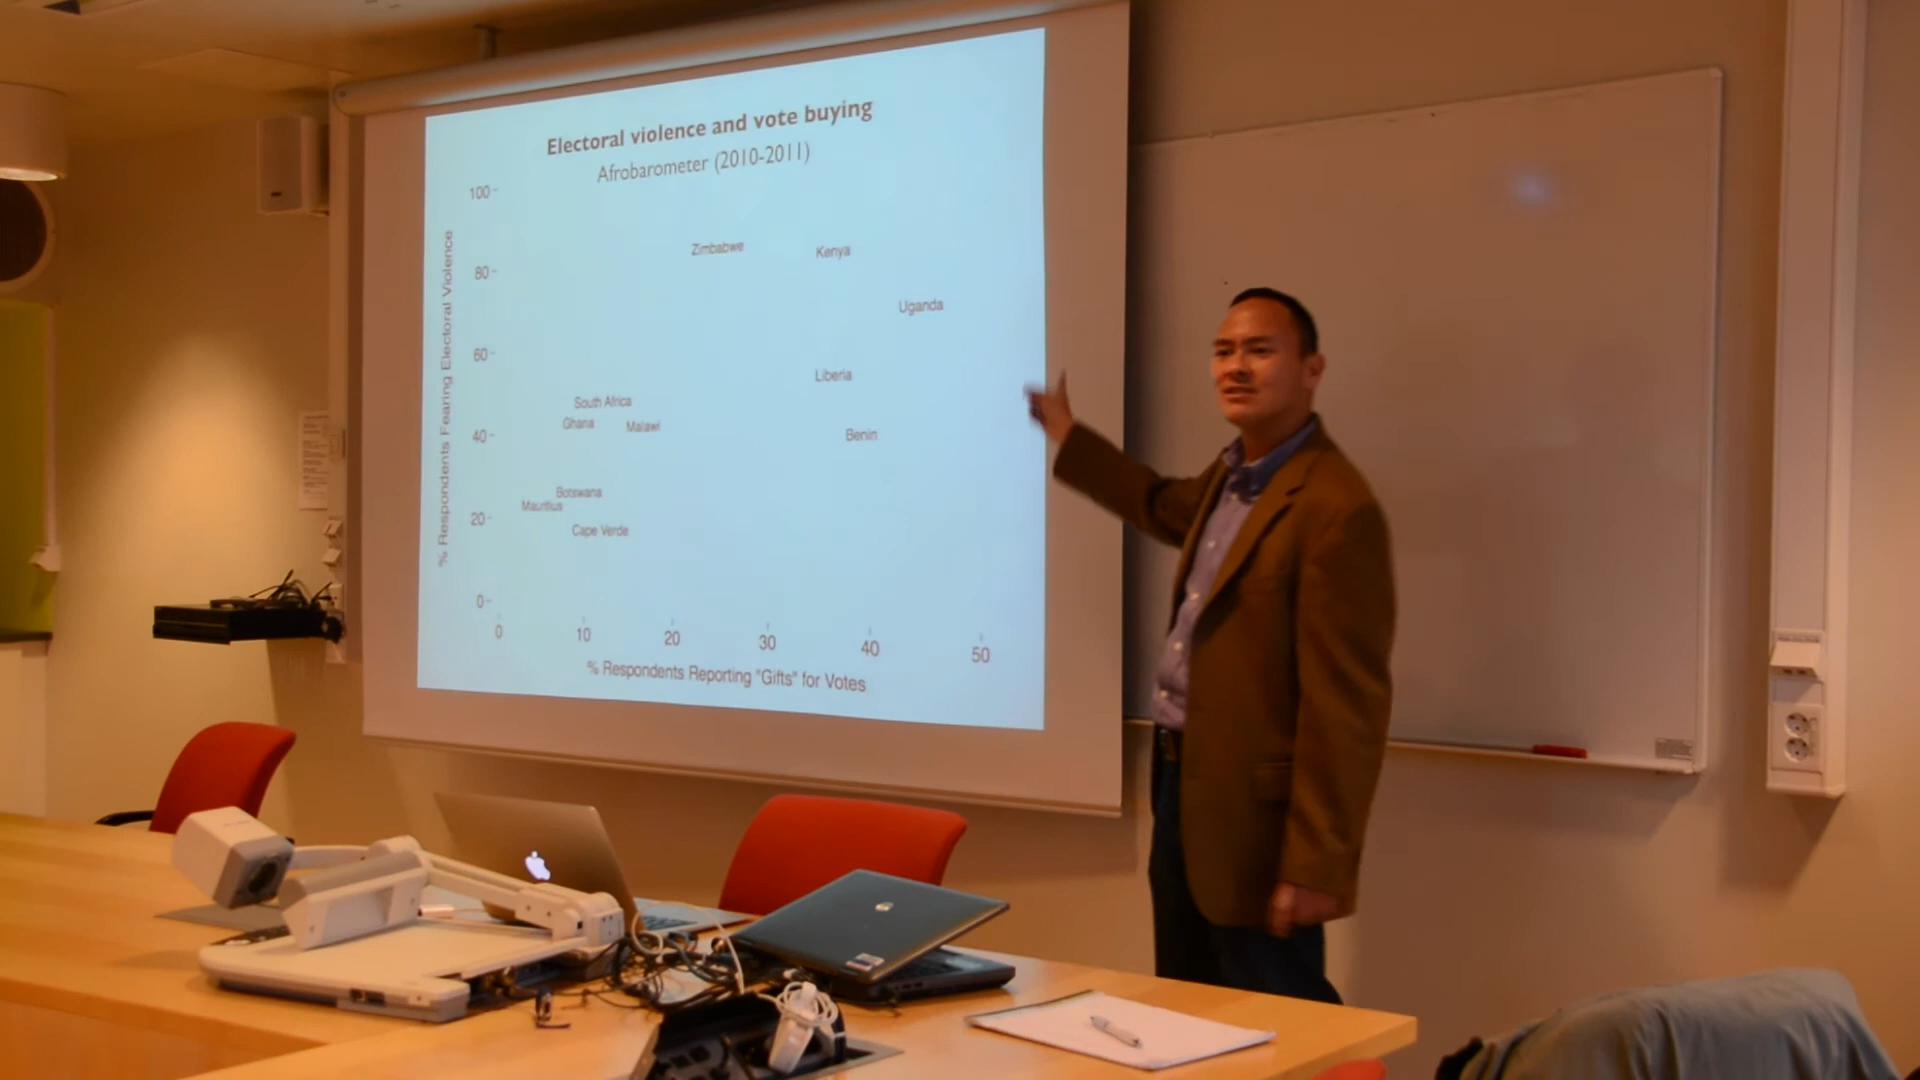 Electoral violence and vote buying
Afrobarometer (2010-2011)
% Respondents Fearing Electoral Violence
100
80
60
40
20
0
Zimbabwe
Kenya
Uganda
Liberia
South Africa
Ghana
Malawi
Benin
Botswana
Mauritius
Cape Verde
0
10
20
30
40
50
% Respondents Reporting "Gifts" for Votes